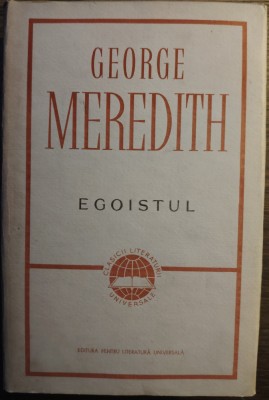 GEORGE
MEREDITH
EGOISTUL
CLASICII LITERATURII
UNIVERSALE
EDITURA PENTRU LITERATURĂ UNIVERSALĂ